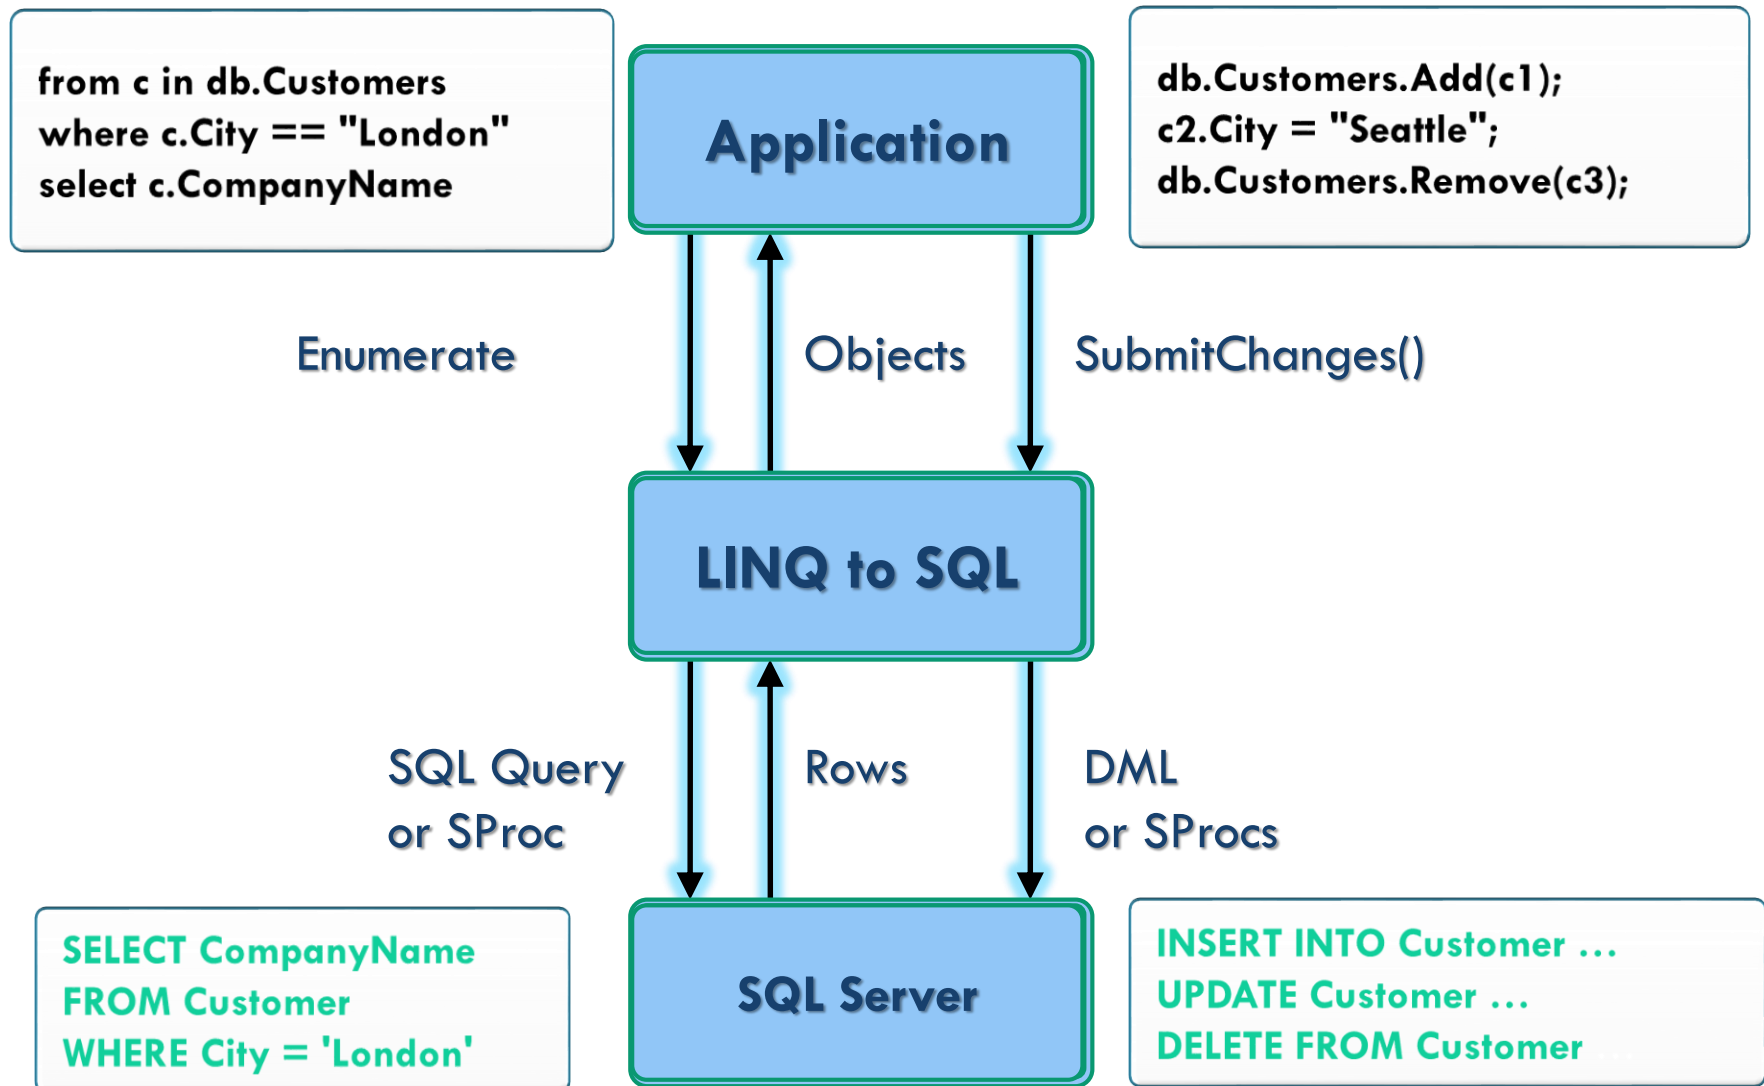 from c in db.Customers
where c.City == "London"
select c.CompanyName
Application
db.Customers.Add(c1);
c2.City = "Seattle";
db.Customers.Remove(c3);
Enumerate
Objects
SubmitChanges()
LINQ to SQL
SQL Query
or SProc
Rows
DML
or SProcs
SELECT CompanyName
FROM Customer
WHERE City = 'London'
SQL Server
INSERT INTO Customer …
UPDATE Customer …
DELETE FROM Customer …